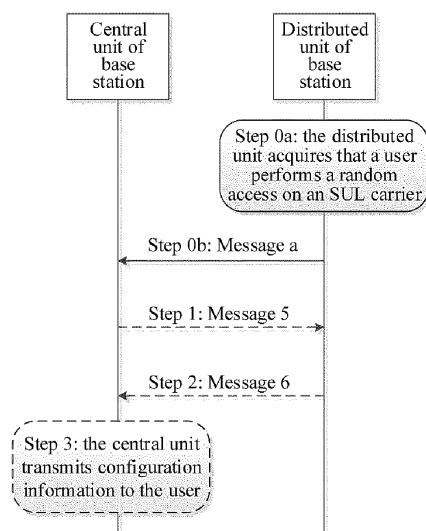 Central
unit of
base
station
Distributed
unit of
base
station
Step 0a: the distributed
unit acquires that a user
performs a random
access on an SUL carrier
Step 0b: Message a
Step 1: Message 5
Step 2: Message 6
Step 3: the central unit
transmits configuration
information to the user